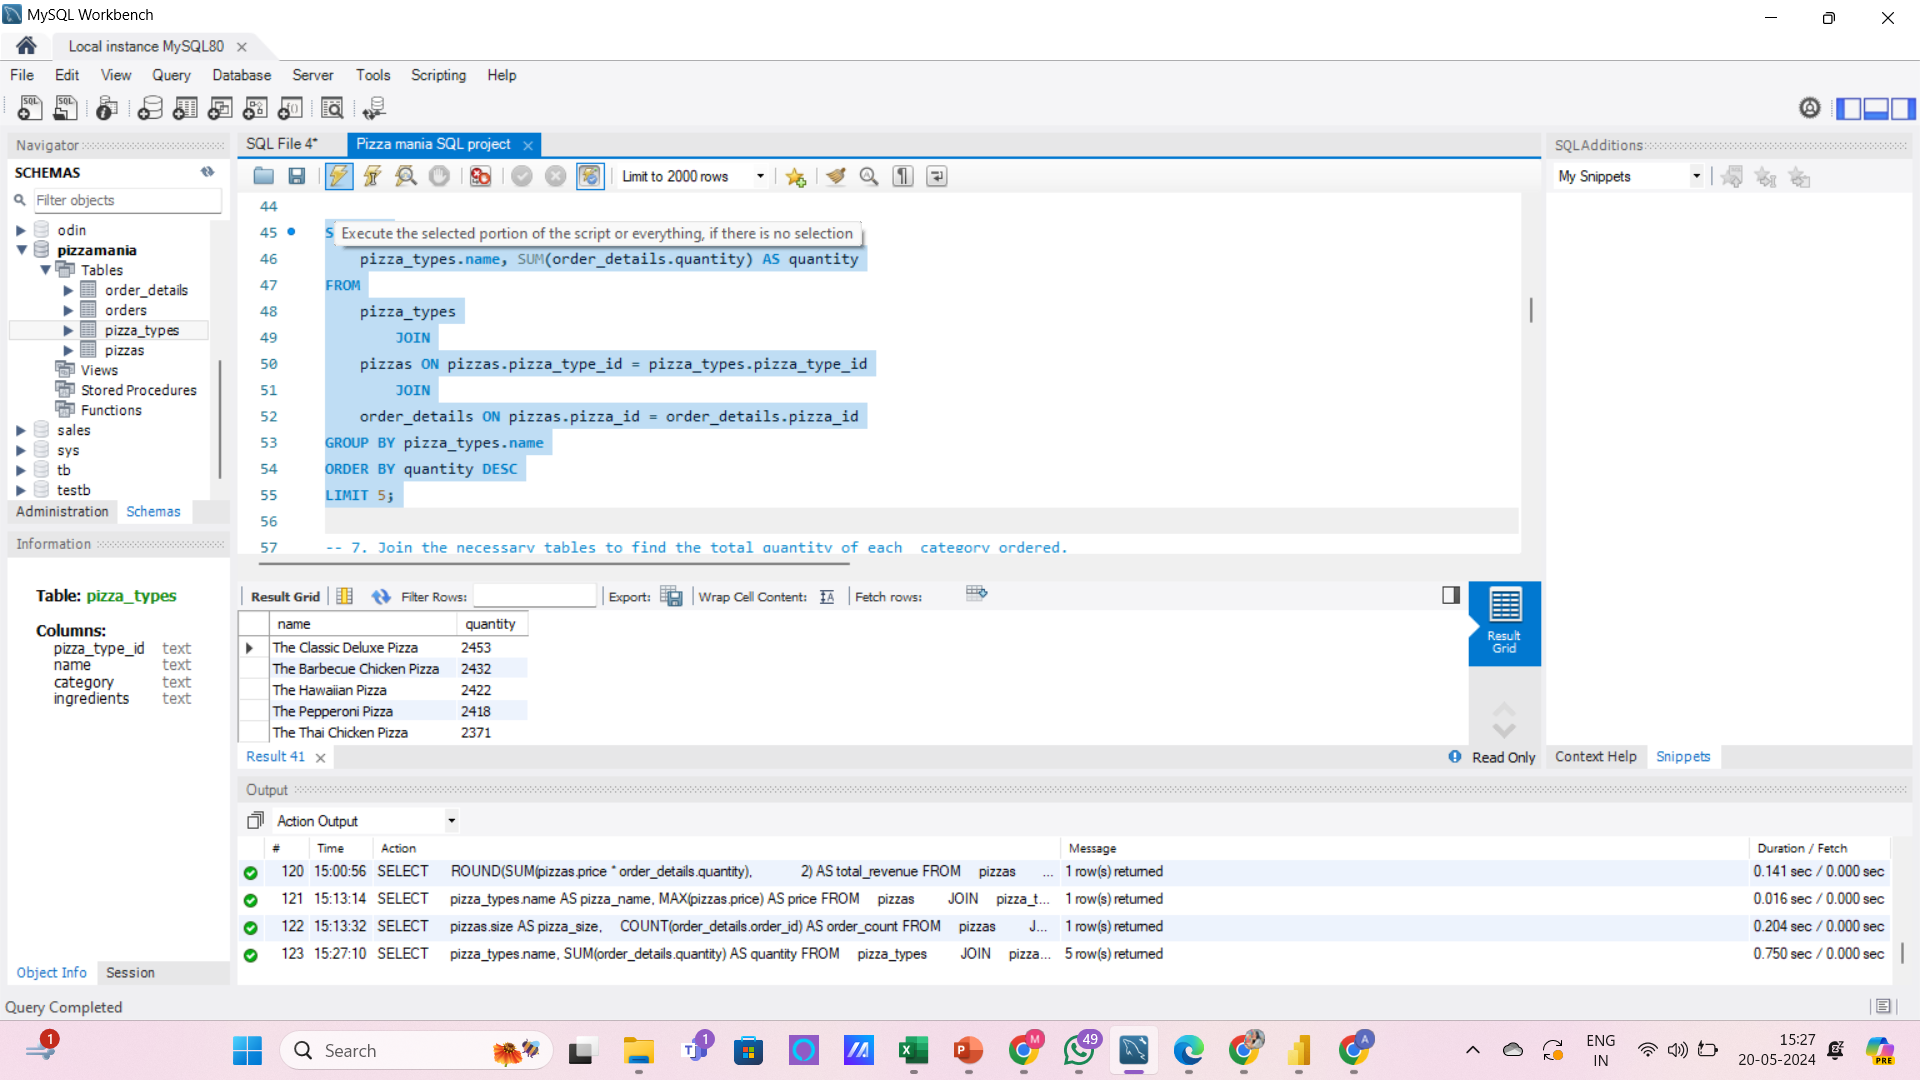 MySQL Workbench
Local instance MySQL80
File Edit View Query Database Server Tools Scripting Help
Navigator
SCHEMAS
Filter objects
odin
pizzamania
Tables
order_details
orders
pizza_types
pizzas
Views
Stored Procedures
Functions
sales
sys
tb
testb
Administration Schemas
Information
Table: pizza_types
Columns:
pizza_type_id text
name text
category text
ingredients text
Object Info Session
SQL File 4* Pizza mania SQL project
Limit to 2000 rows
44
45 S
Execute the selected portion of the script or everything, if there is no selection
46 pizza_types.name, SUM(order_details.quantity) AS quantity
47 FROM
48 pizza_types
49 JOIN
50 pizzas ON pizzas.pizza_type_id = pizza_types.pizza_type_id
51 JOIN
52 order_details ON pizzas.pizza_id = order_details.pizza_id
53 GROUP BY pizza_types.name
54 ORDER BY quantity DESC
55 LIMIT 5;
56
57 -- 7. Join the necessary tables to find the total quantity of each category ordered.
Result Grid Filter Rows: Export: Wrap Cell Content: Fetch rows:
name quantity
The Classic Deluxe Pizza 2453
The Barbecue Chicken Pizza 2432
The Hawaiian Pizza 2422
The Pepperoni Pizza 2418
The Thai Chicken Pizza 2371
Result Grid
Result 41
Read Only
SQLAdditions
My Snippets
Context Help Snippets
Output
Action Output
# Time Action Message Duration / Fetch
120 15:00:56 SELECT ROUND(SUM(pizzas.price * order_details.quantity), 2) AS total_revenue FROM pizzas ... 1 row(s) returned 0.141 sec / 0.000 sec
121 15:13:14 SELECT pizza_types.name AS pizza_name, MAX(pizzas.price) AS price FROM pizzas JOIN pizza_t... 1 row(s) returned 0.016 sec / 0.000 sec
122 15:13:32 SELECT pizzas.size AS pizza_size, COUNT(order_details.order_id) AS order_count FROM pizzas J... 1 row(s) returned 0.204 sec / 0.000 sec
123 15:27:10 SELECT pizza_types.name, SUM(order_details.quantity) AS quantity FROM pizza_types JOIN pizza... 5 row(s) returned 0.750 sec / 0.000 sec
Query Completed
1
Search
1
M
49
A
ENG
IN
15:27
20-05-2024
PRE